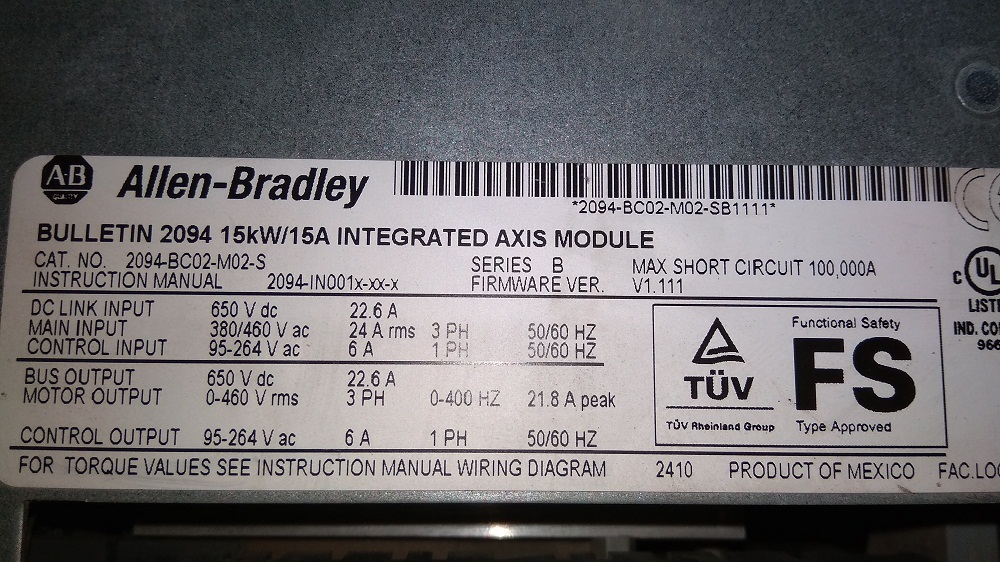 AB
QUALITY
Allen-Bradley
*2094-BC02-M02-SB1111*
BULLETIN 2094 15kW/15A INTEGRATED AXIS MODULE
CAT. NO. 2094-BC02-M02-S SERIES B MAX SHORT CIRCUIT 100,000A
INSTRUCTION MANUAL 2094-IN001x-xx-x FIRMWARE VER. V1.111
DC LINK INPUT 650 V dc 22.6 A
MAIN INPUT 380/460 V ac 24 A rms 3 PH 50/60 HZ
CONTROL INPUT 95-264 V ac 6 A 1 PH 50/60 HZ
BUS OUTPUT 650 V dc 22.6 A
MOTOR OUTPUT 0-460 V rms 3 PH 0-400 HZ 21.8 A peak
CONTROL OUTPUT 95-264 V ac 6 A 1 PH 50/60 HZ
FOR TORQUE VALUES SEE INSTRUCTION MANUAL WIRING DIAGRAM 2410 PRODUCT OF MEXICO FAC.
TÜV
TÜV Rheinland Group
Functional Safety
FS
Type Approved
C UL
IND.